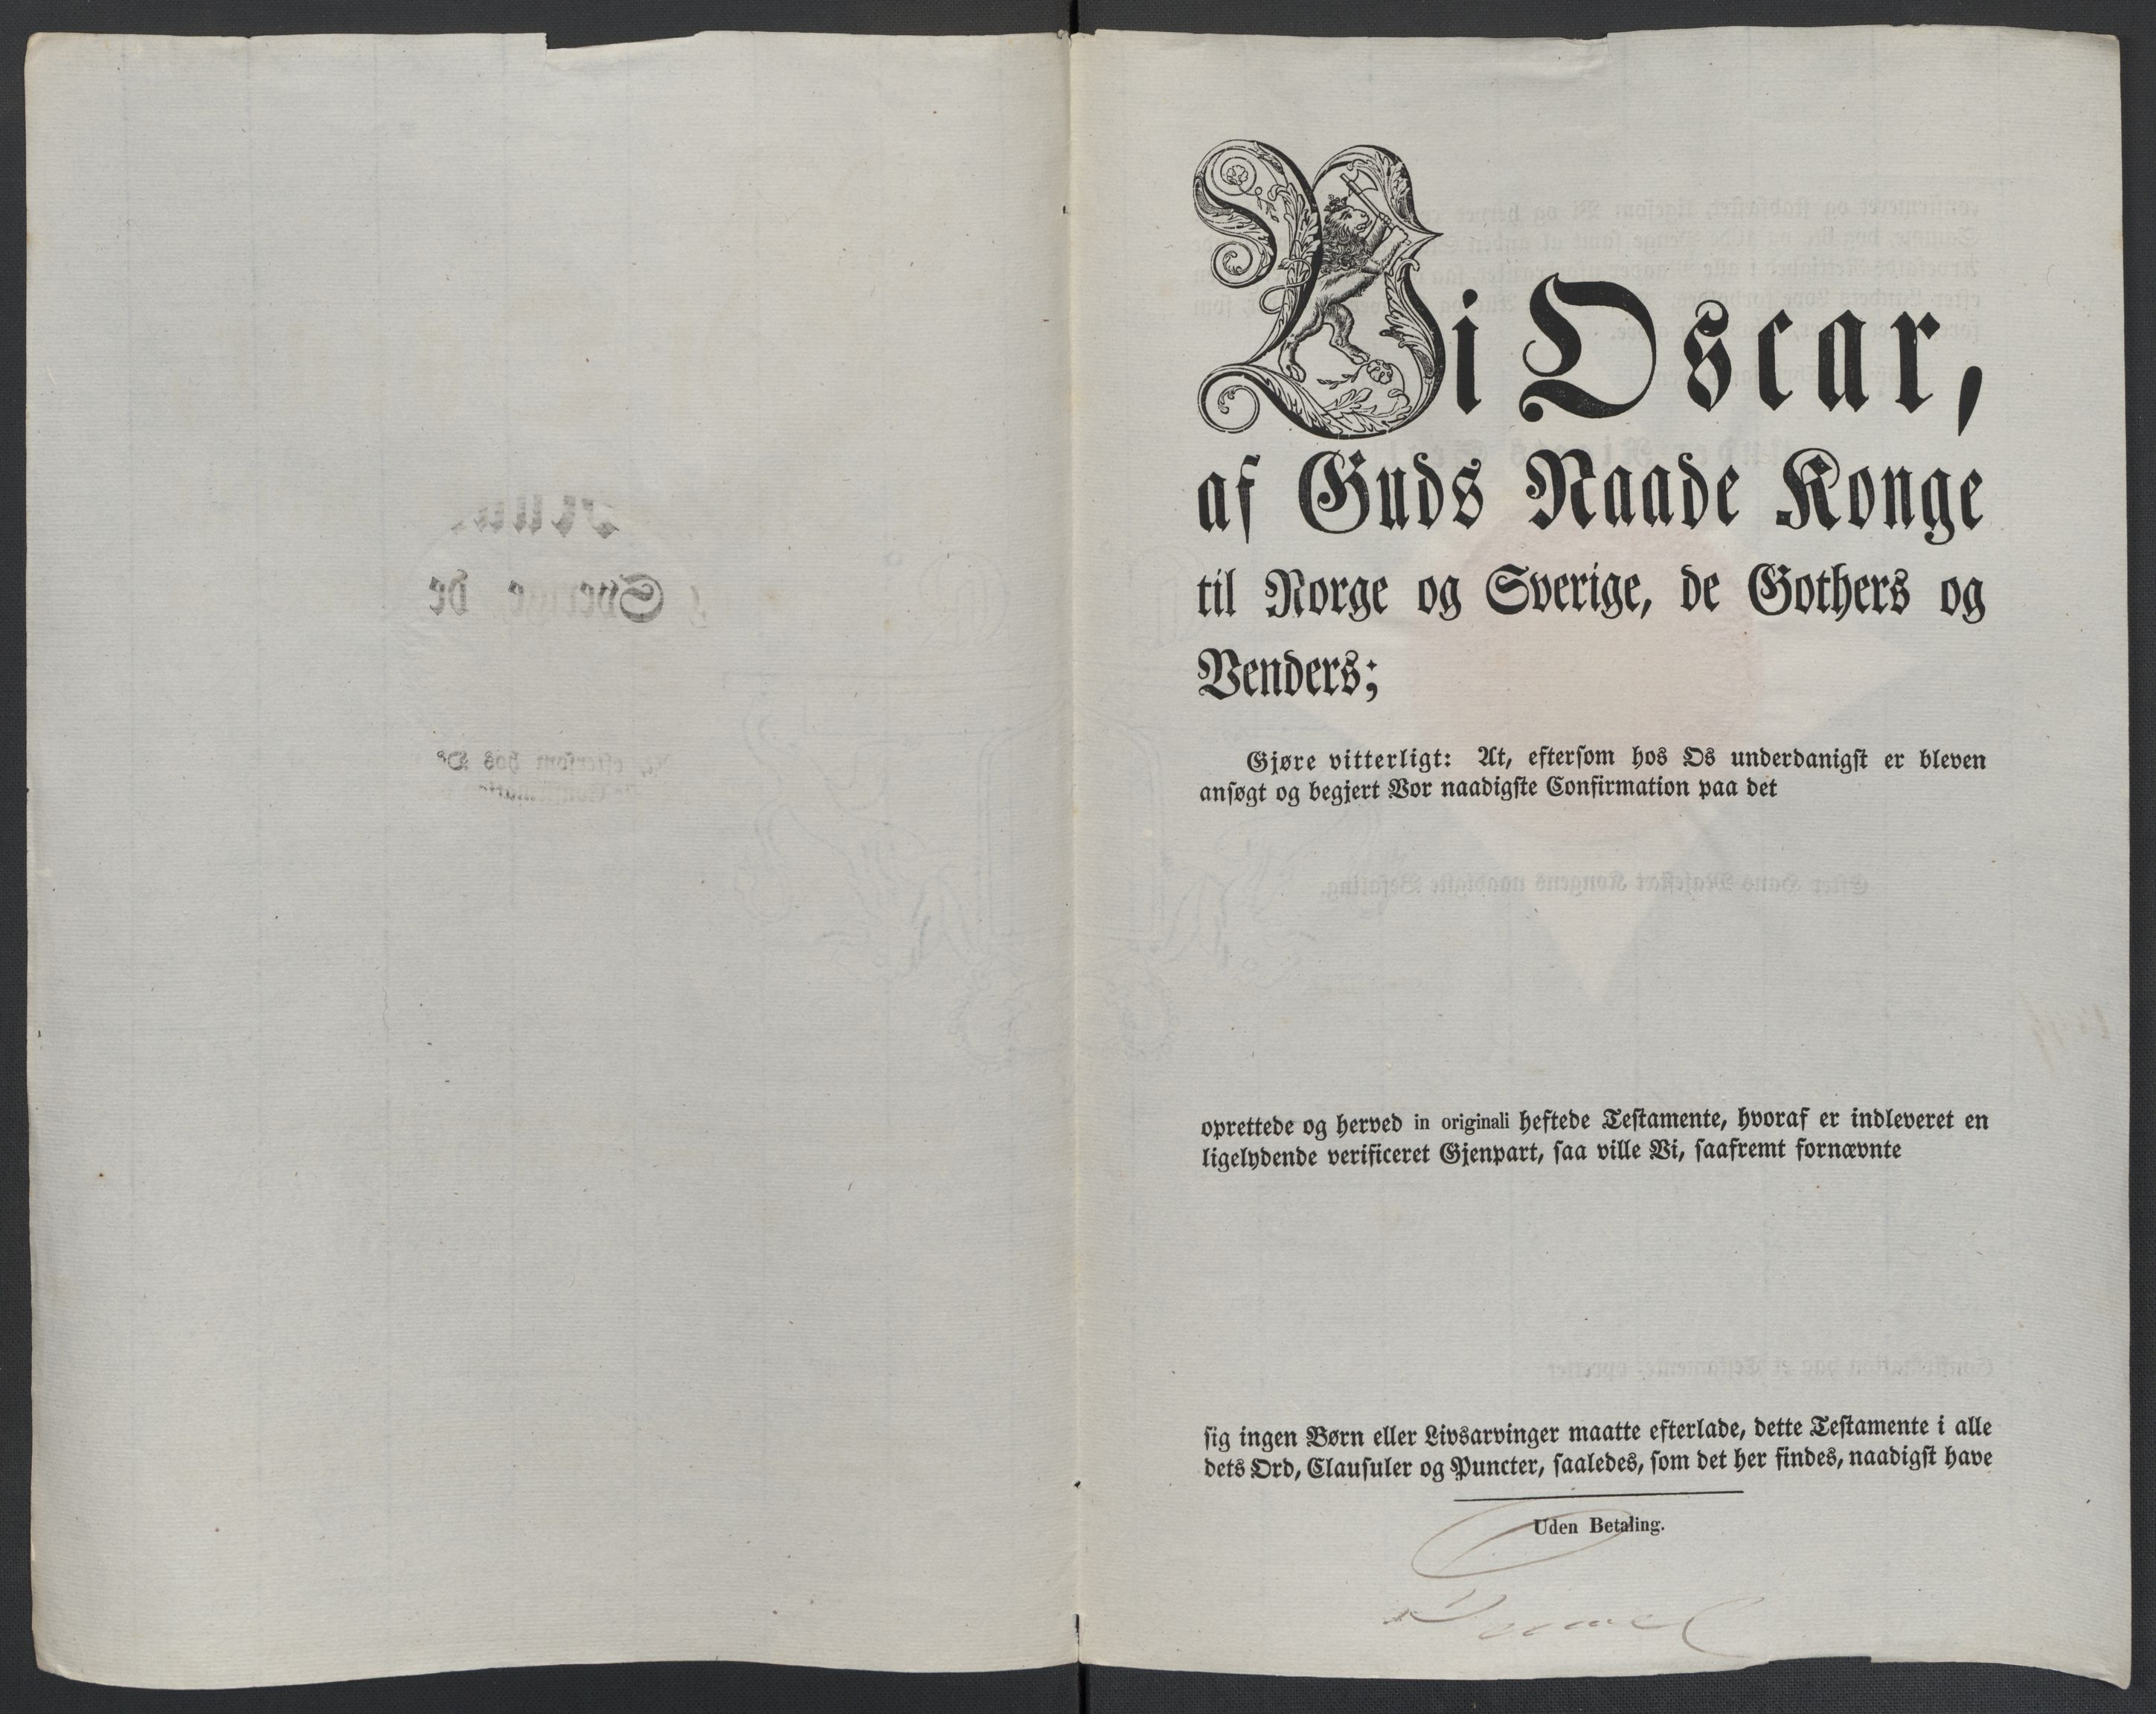 Vi Oscar,
af Guds Naade Konge
til Norge og Sverige, de Gothers og
Venders;
Gjøre vitterligt: At, efterſom hos Os underdanigſt er bleven
anſøgt og begjert Vor naadigſte Confirmation paa det
oprettede og herved in originali heftede Teſtamente, hvoraf er indleveret en
ligelydende verificeret Gjenpart, ſaa ville Vi, ſaafremt fornævnte
ſig ingen Børn eller Livsarvinger maatte efterlade, dette Teſtamente i alle
dets Ord, Clauſuler og Puncter, ſaaledes, ſom det her findes, naadigſt have
Uden Betaling.